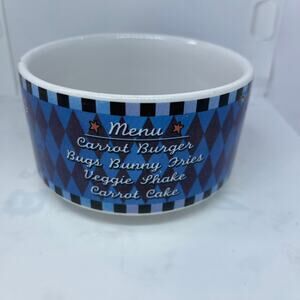 Menu
Carrot Burger
Bugs Bunny Fries
Veggie Shake
Carrot Cake